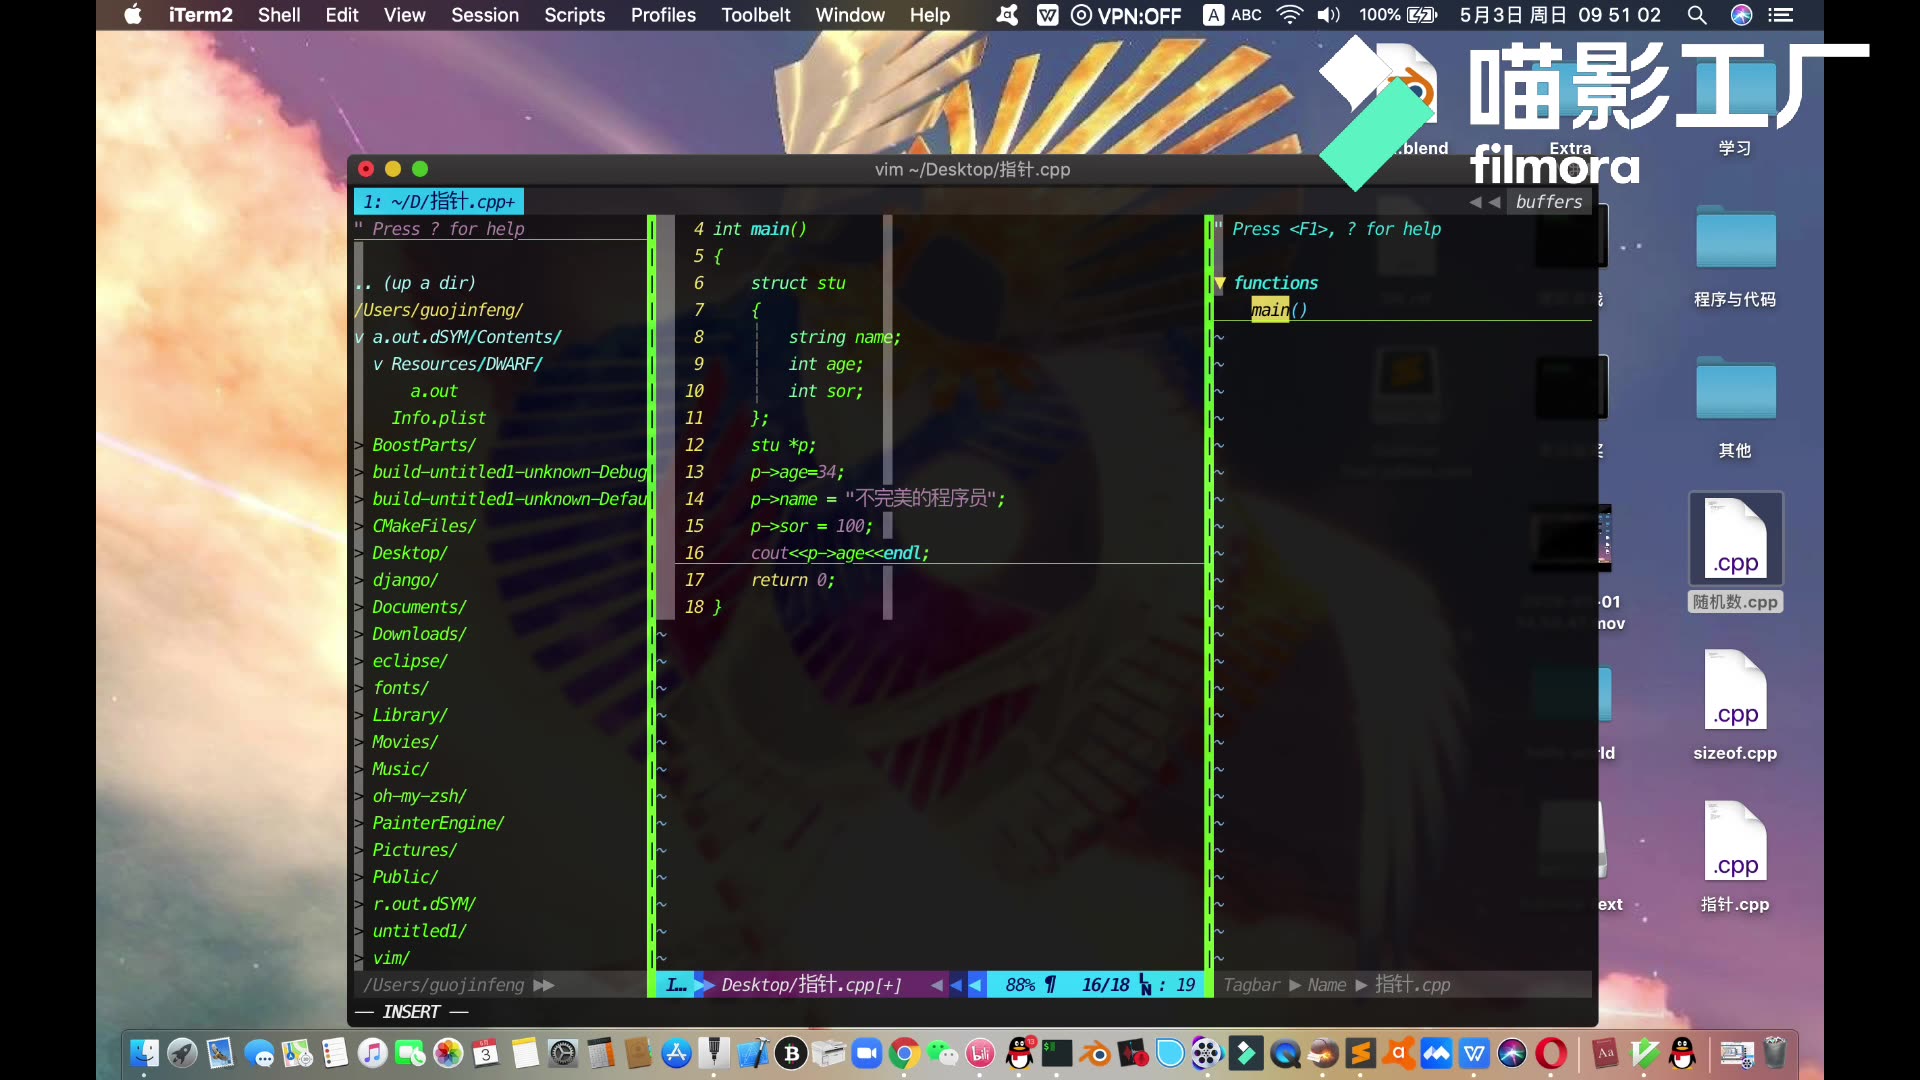 iTerm2 Shell Edit View Session Scripts Profiles Toolbelt Window Help VPN:OFF A ABC 100% 5月3日 周日 09 51 02
喵影工厂
filmora
.blend
Extra
学习
vim ~/Desktop/指针.cpp
1: ~/D/指针.cpp+
buffers
" Press ? for help
.. (up a dir)
/Users/guojinfeng/
v a.out.dSYM/Contents/
v Resources/DWARF/
a.out
Info.plist
> BoostParts/
> build-untitled1-unknown-Debug
> build-untitled1-unknown-Defau
> CMakeFiles/
> Desktop/
> django/
> Documents/
> Downloads/
> eclipse/
> fonts/
> Library/
> Movies/
> Music/
> oh-my-zsh/
> PainterEngine/
> Pictures/
> Public/
> r.out.dSYM/
> untitled1/
> vim/
/Users/guojinfeng
4 int main()
5 {
6 struct stu
7 {
8 string name;
9 int age;
10 int sor;
11 };
12 stu *p;
13 p->age=34;
14 p->name = "不完美的程序员";
15 p->sor = 100;
16 cout<<p->age<<endl;
17 return 0;
18 }
I… Desktop/指针.cpp[+] 88% ¶ 16/18 : 19
" Press <F1>, ? for help
▼ functions
main()
Tagbar ▶ Name ▶ 指针.cpp
-- INSERT --
程序与代码
其他
.cpp
随机数.cpp
.cpp
sizeof.cpp
.cpp
指针.cpp